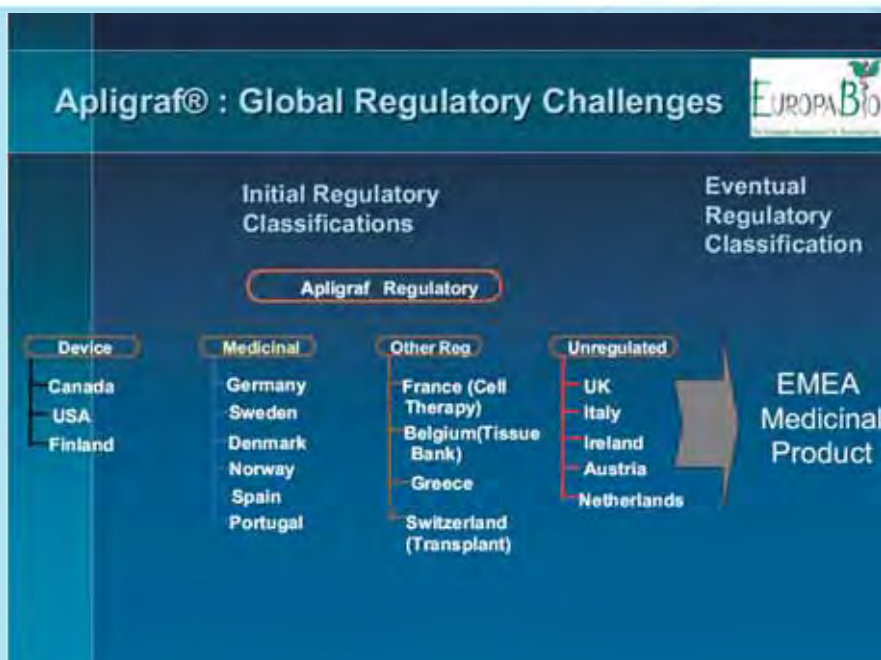 Apligraf® : Global Regulatory Challenges
EUROPABIO
Initial Regulatory
Classifications
Eventual
Regulatory
Classification
Apligraf Regulatory
Device
Canada
USA
Finland
Medicinal
Germany
Sweden
Denmark
Norway
Spain
Portugal
Other Reg
France (Cell
Therapy)
Belgium(Tissue
Bank)
Greece
Switzerland
(Transplant)
Unregulated
UK
Italy
Ireland
Austria
Netherlands
EMEA
Medicinal
Product